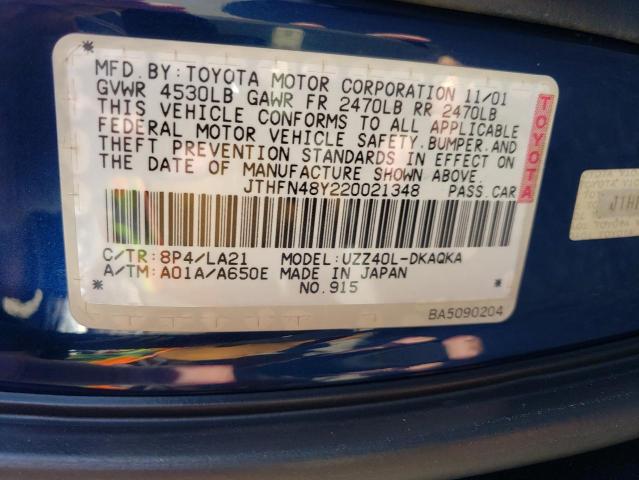 MFD. BY: TOYOTA MOTOR CORPORATION 11/01
GVWR 4530LB GAWR FR 2470LB RR 2470LB
THIS VEHICLE CONFORMS TO ALL APPLICABLE
FEDERAL MOTOR VEHICLE SAFETY, BUMPER, AND
THEFT PREVENTION STANDARDS IN EFFECT ON
THE DATE OF MANUFACTURE SHOWN ABOVE.
JTHFN48Y220021348 PASS. CAR
TOYOTA
C/TR: 8P4/LA21 MODEL: UZZ40L-DKAQKA
A/TM: A01A/A650E MADE IN JAPAN
NO. 915
BA5090204